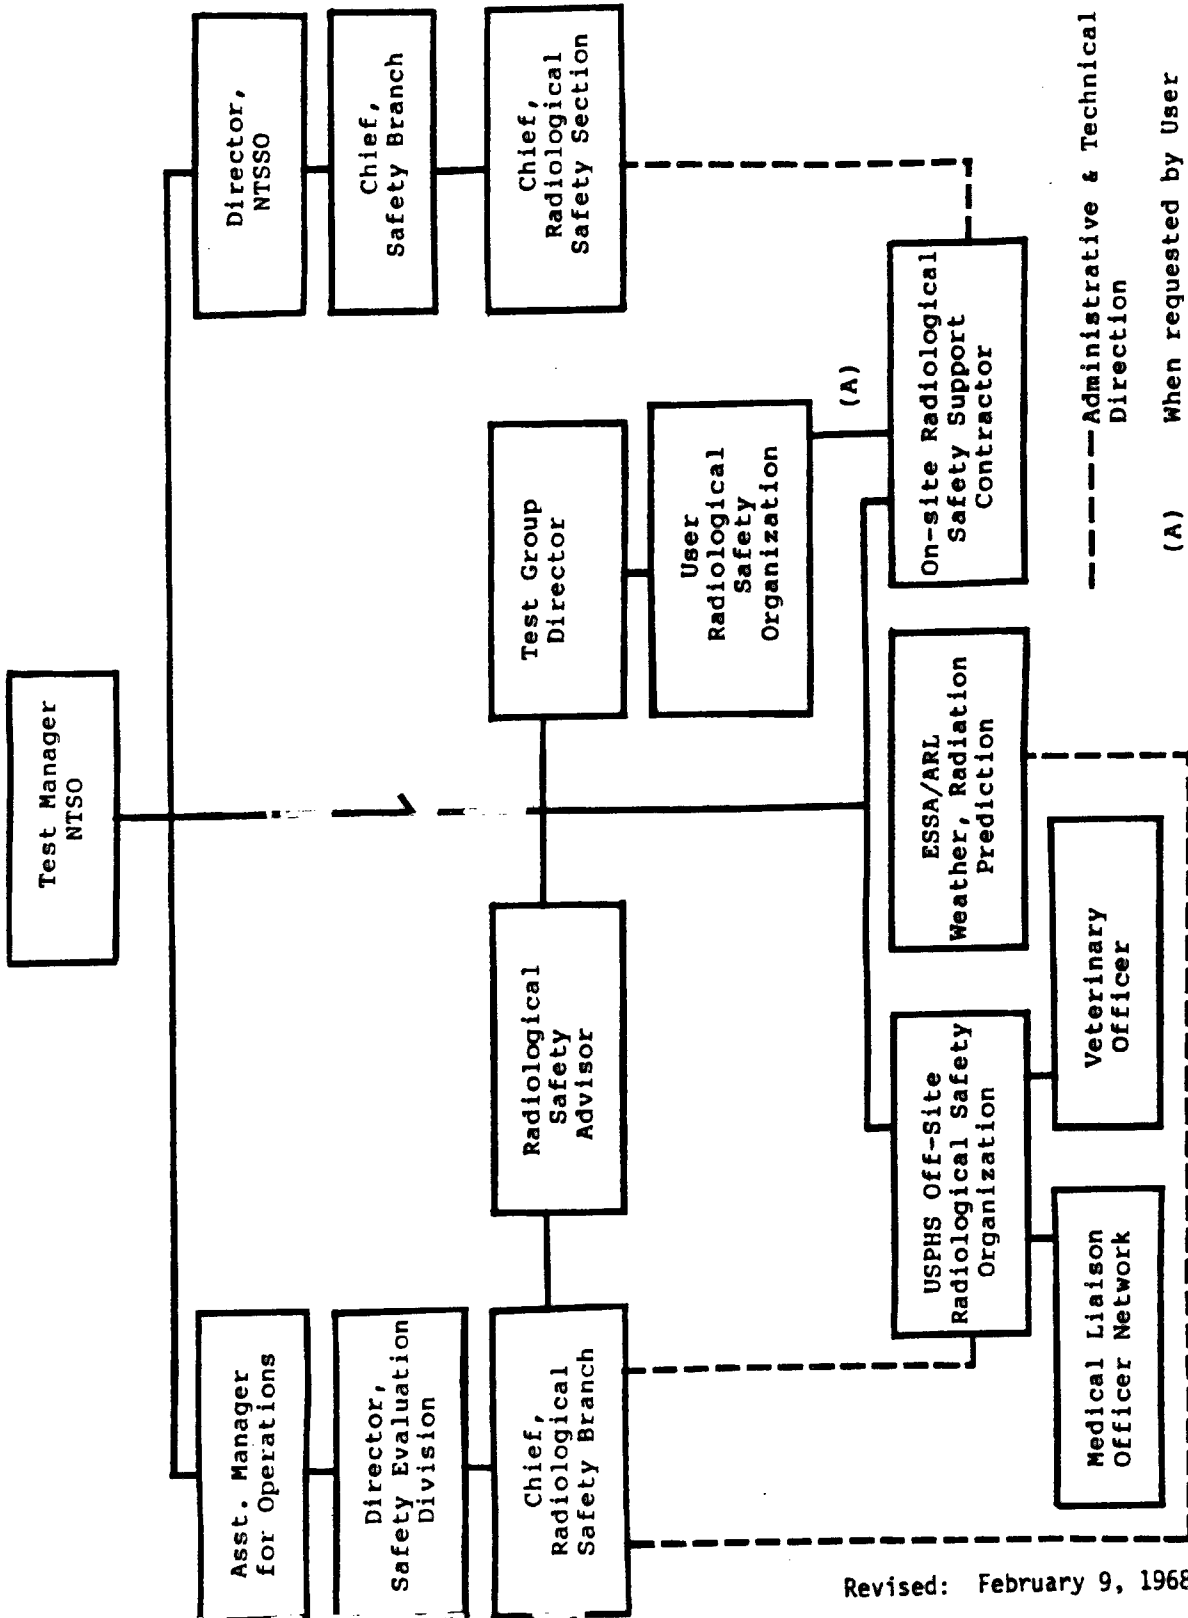 Test Manager
NTSO
Asst. Manager
for Operations
Director,
Safety Evaluation
Division
Chief,
Radiological
Safety Branch
Director,
NTSSO
Chief,
Safety Branch
Chief,
Radiological
Safety Section
Radiological
Safety
Advisor
Test Group
Director
User
Radiological
Safety
Organization
(A)
USPHS Off-Site
Radiological Safety
Organization
ESSA/ARL
Weather, Radiation
Prediction
On-site Radiological
Safety Support
Contractor
Medical Liaison
Officer Network
Veterinary
Officer
Administrative & Technical
Direction
(A) When requested by User
Revised: February 9, 1968